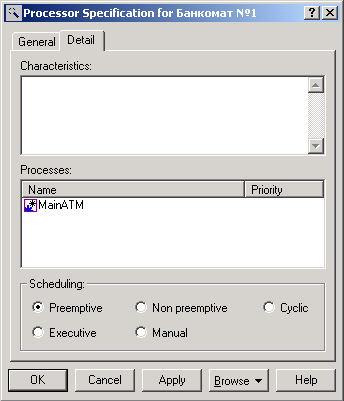 Processor Specification for Банкомат №1
General Detail
Characteristics:
Processes:
Name Priority
MainATM
Scheduling:
Preemptive Non preemptive Cyclic
Executive Manual
OK Cancel Apply Browse Help